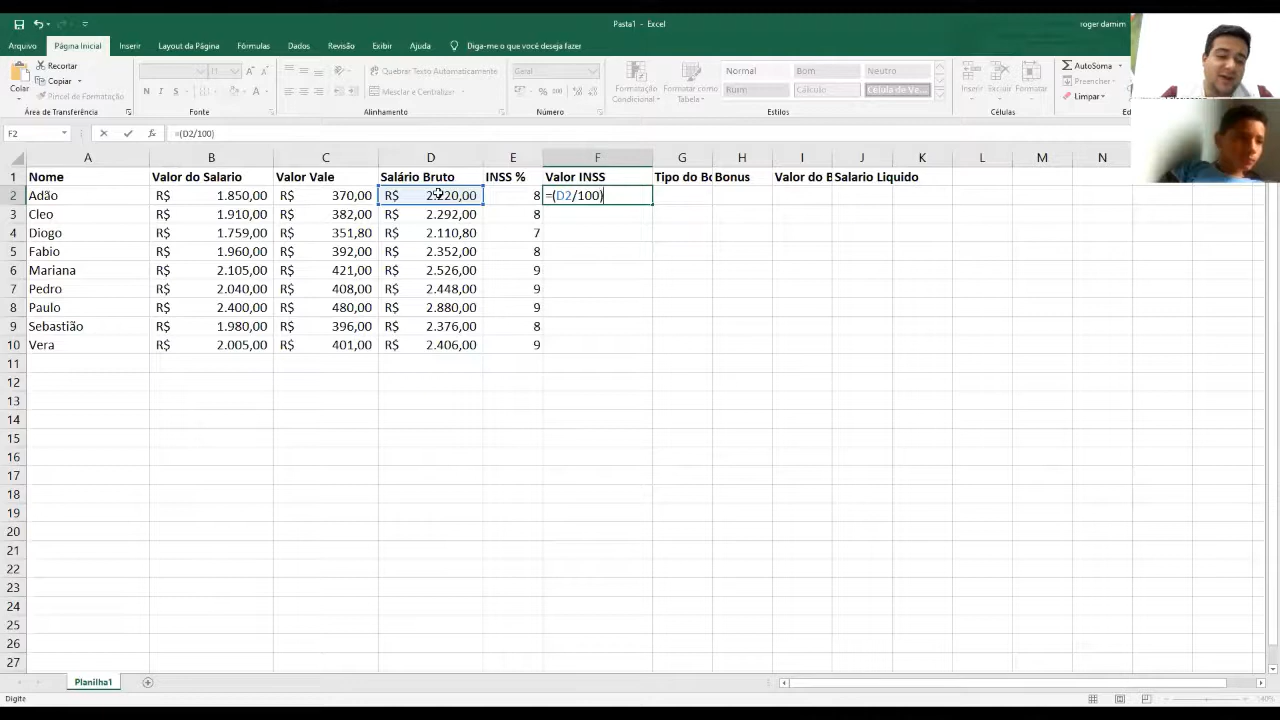 Pasta1 - Excel
roger damim
Arquivo Página Inicial Inserir Layout da Página Fórmulas Dados Revisão Exibir Ajuda Diga-me o que você deseja fazer
Recortar
Copiar
Pincel de Formatação
Colar
Área de Transferência
N I S
Quebrar Texto Automaticamente
Mesclar e Centralizar
Alinhamento
Geral
Número
Formatação Condicional
Formatar como Tabela
Normal Bom Neutro
Ruim Cálculo Célula de Ve...
Estilos
Inserir Excluir Formatar
Células
AutoSoma
Preencher
Limpar
F2 fx =(D2/100)
A B C D E F G H I J K L M N
1 Nome Valor do Salario Valor Vale Salário Bruto INSS % Valor INSS Tipo do Bo Bonus Valor do B Salario Liquido
2 Adão R$ 1.850,00 R$ 370,00 R$ 2.220,00 8 =(D2/100)
3 Cleo R$ 1.910,00 R$ 382,00 R$ 2.292,00 8
4 Diogo R$ 1.759,00 R$ 351,80 R$ 2.110,80 7
5 Fabio R$ 1.960,00 R$ 392,00 R$ 2.352,00 8
6 Mariana R$ 2.105,00 R$ 421,00 R$ 2.526,00 9
7 Pedro R$ 2.040,00 R$ 408,00 R$ 2.448,00 9
8 Paulo R$ 2.400,00 R$ 480,00 R$ 2.880,00 9
9 Sebastião R$ 1.980,00 R$ 396,00 R$ 2.376,00 8
10 Vera R$ 2.005,00 R$ 401,00 R$ 2.406,00 9
11
12
13
14
15
16
17
18
19
20
21
22
23
24
25
26
27
Planilha1
Digite